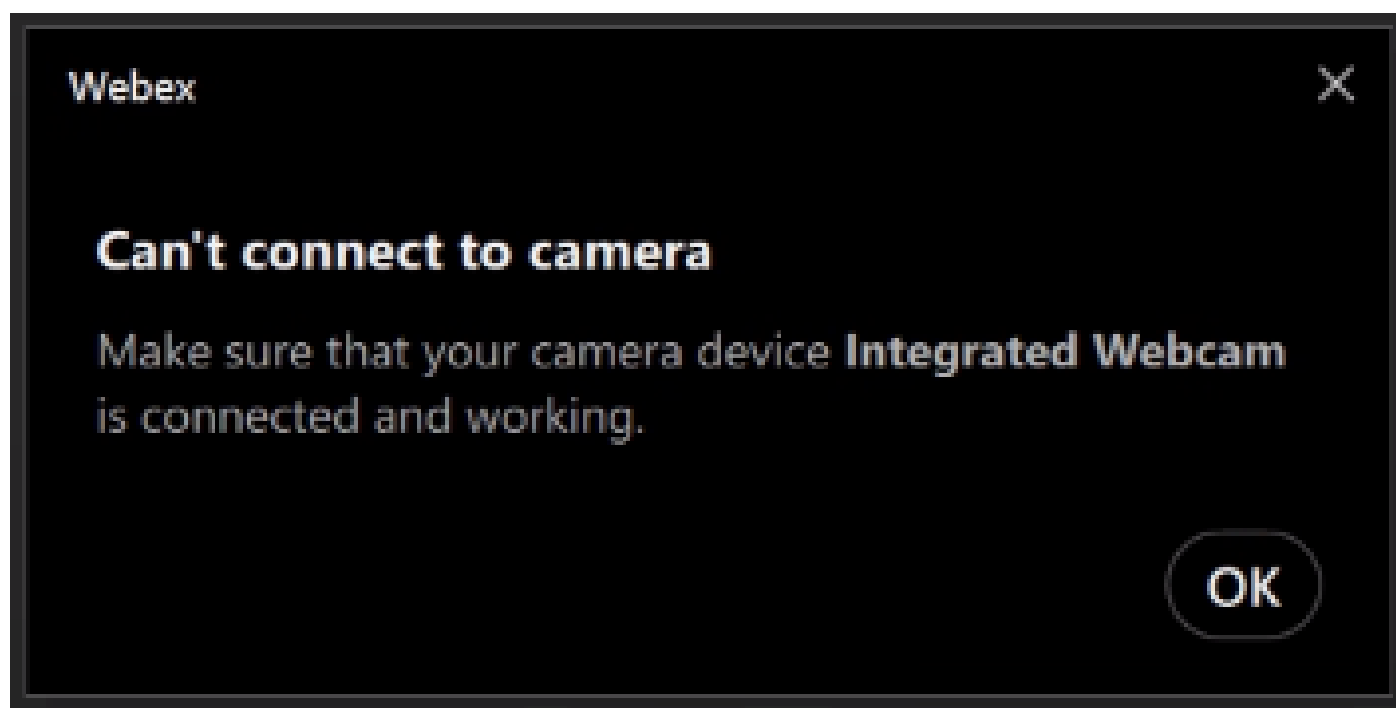 Webex
Can't connect to camera
Make sure that your camera device Integrated Webcam
is connected and working.
OK